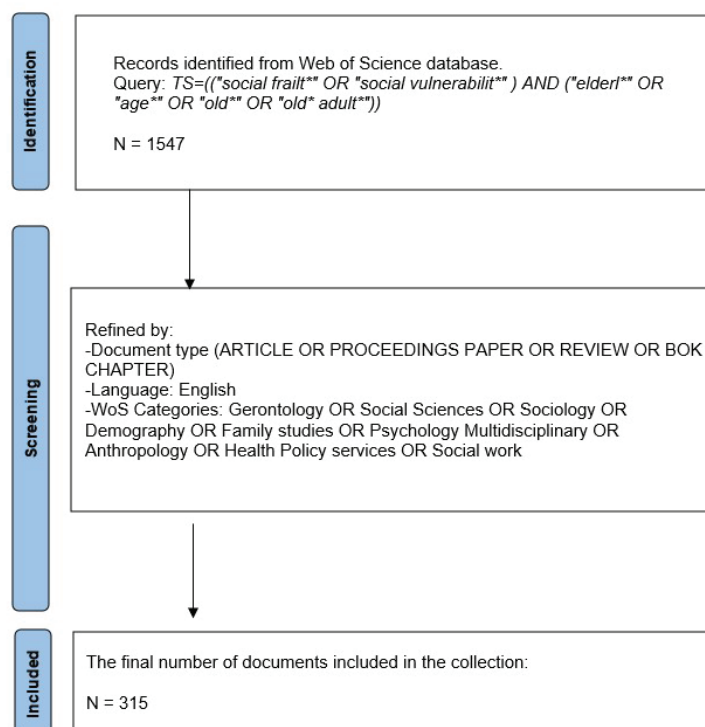 Identification
Records identified from Web of Science database.
Query: TS=(("social frailt*" OR "social vulnerabilit*" ) AND ("elderl*" OR
"age*" OR "old*" OR "old* adult*"))
N = 1547
Screening
Refined by:
-Document type (ARTICLE OR PROCEEDINGS PAPER OR REVIEW OR BOK
CHAPTER)
-Language: English
-WoS Categories: Gerontology OR Social Sciences OR Sociology OR
Demography OR Family studies OR Psychology Multidisciplinary OR
Anthropology OR Health Policy services OR Social work
Included
The final number of documents included in the collection:
N = 315